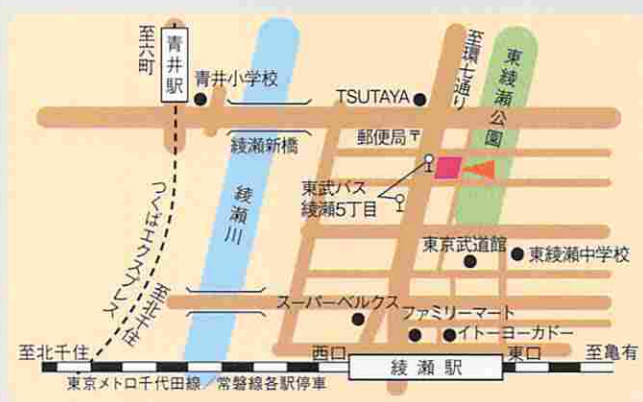 至六町
青井駅
青井小学校
TSUTAYA
至環七通り
東綾瀬公園
綾瀬新橋
郵便局〒
綾瀬川
東武バス
綾瀬5丁目
つくばエクスプレス
至北千住
東京武道館
東綾瀬中学校
スーパーベルクス
ファミリーマート
イトーヨーカドー
至北千住
西口
綾瀬駅
東口
至亀有
東京メトロ千代田線/常磐線各駅停車